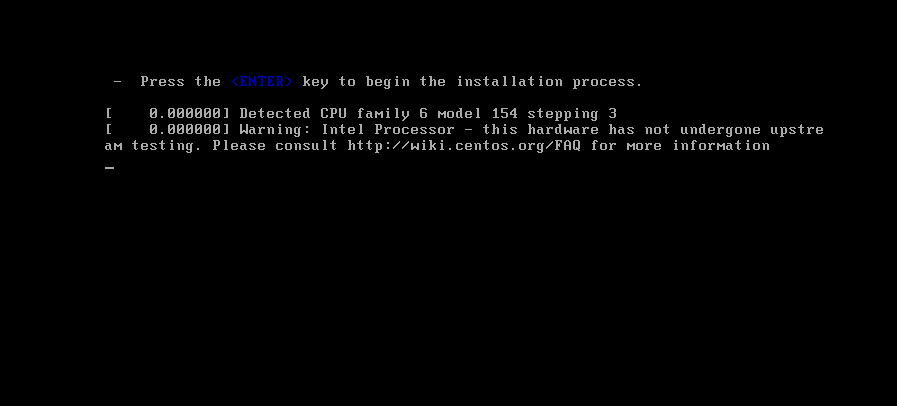 -  Press the <ENTER> key to begin the installation process.
[    0.000000] Detected CPU family 6 model 154 stepping 3
[    0.000000] Warning: Intel Processor - this hardware has not undergone upstre
am testing. Please consult http://wiki.centos.org/FAQ for more information
_